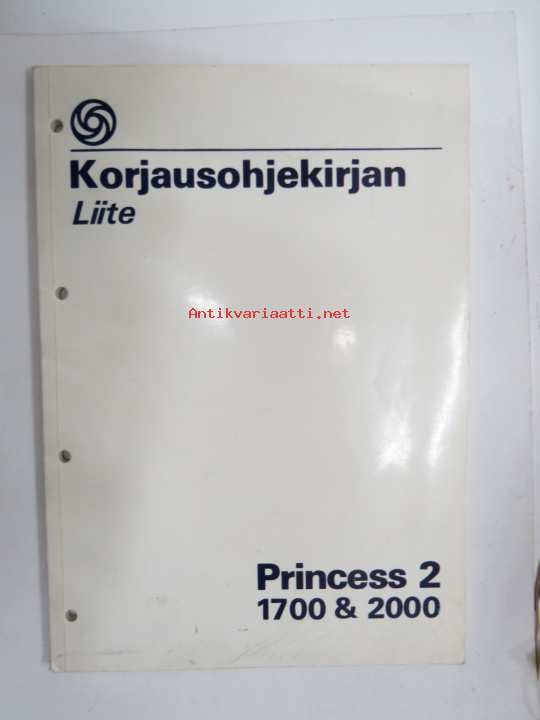 Korjausohjekirjan
Liite
Antikvariaatti.net
Princess 2
1700 & 2000